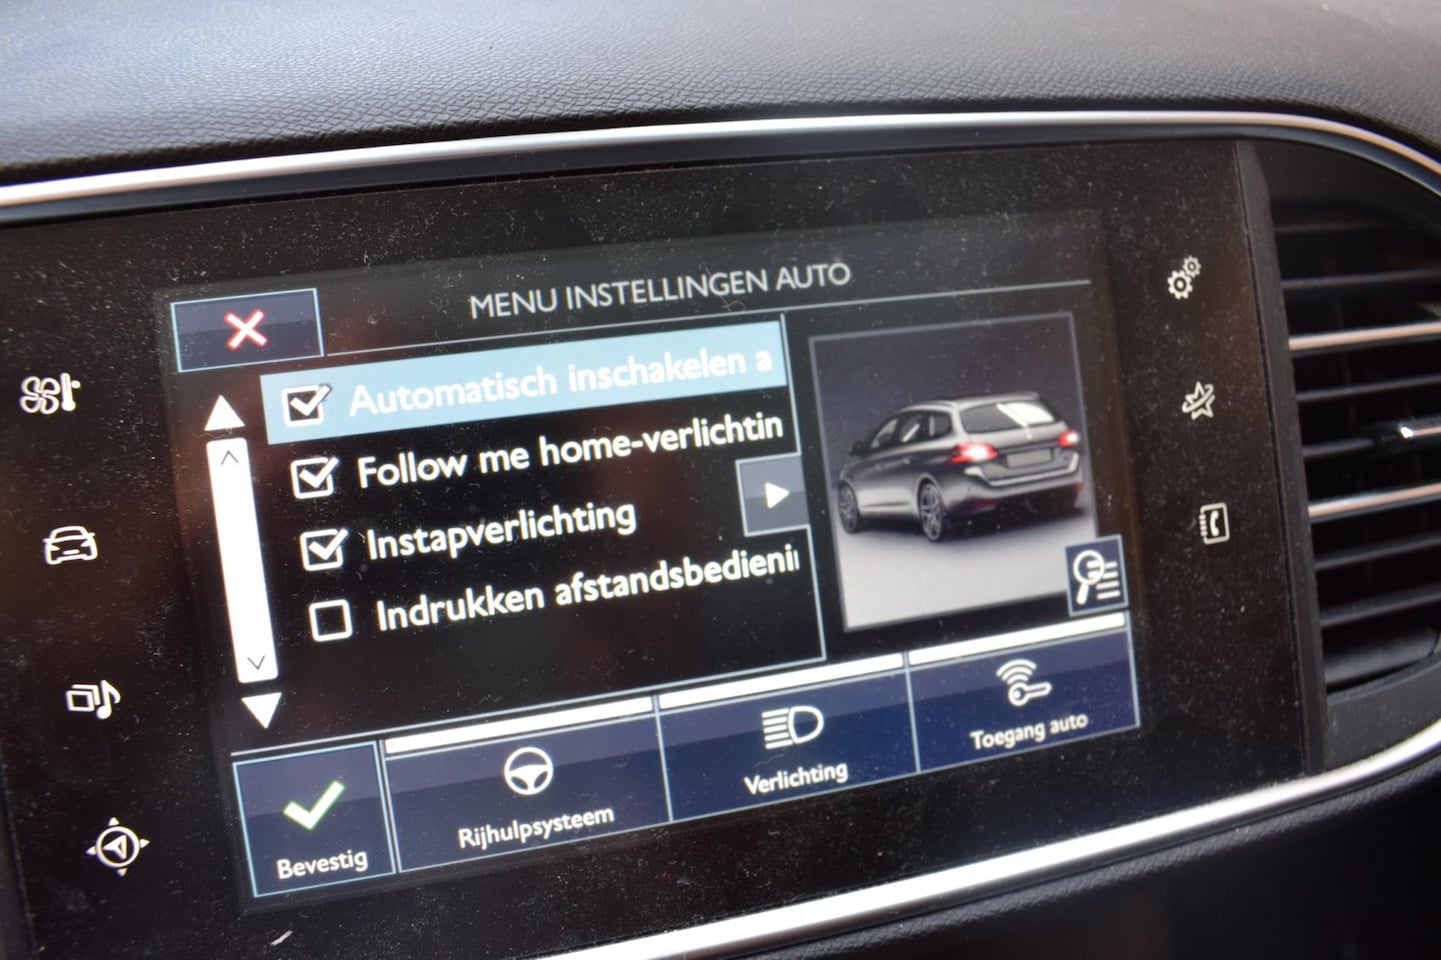 MENU INSTELLINGEN AUTO
Automatisch inschakelen a
Follow me home-verlichtin
Instapverlichting
Indrukken afstandsbedieni
Bevestig
Rijhulpsysteem
Verlichting
Toegang auto